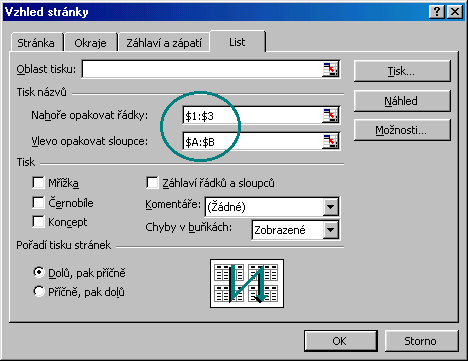 Vzhled stránky
Stránka
Okraje
Záhlaví a zápatí
List
Oblast tisku:
Tisk...
Tisk názvů
Náhled
Nahoře opakovat řádky: $1:$3
Vlevo opakovat sloupce: $A:$B
Možnosti...
Tisk
Mřížka
Záhlaví řádků a sloupců
Černobíle
Komentáře: (Žádné)
Koncept
Chyby v buňkách: Zobrazené
Pořadí tisku stránek
Dolů, pak příčně
Příčně, pak dolů
OK
Storno